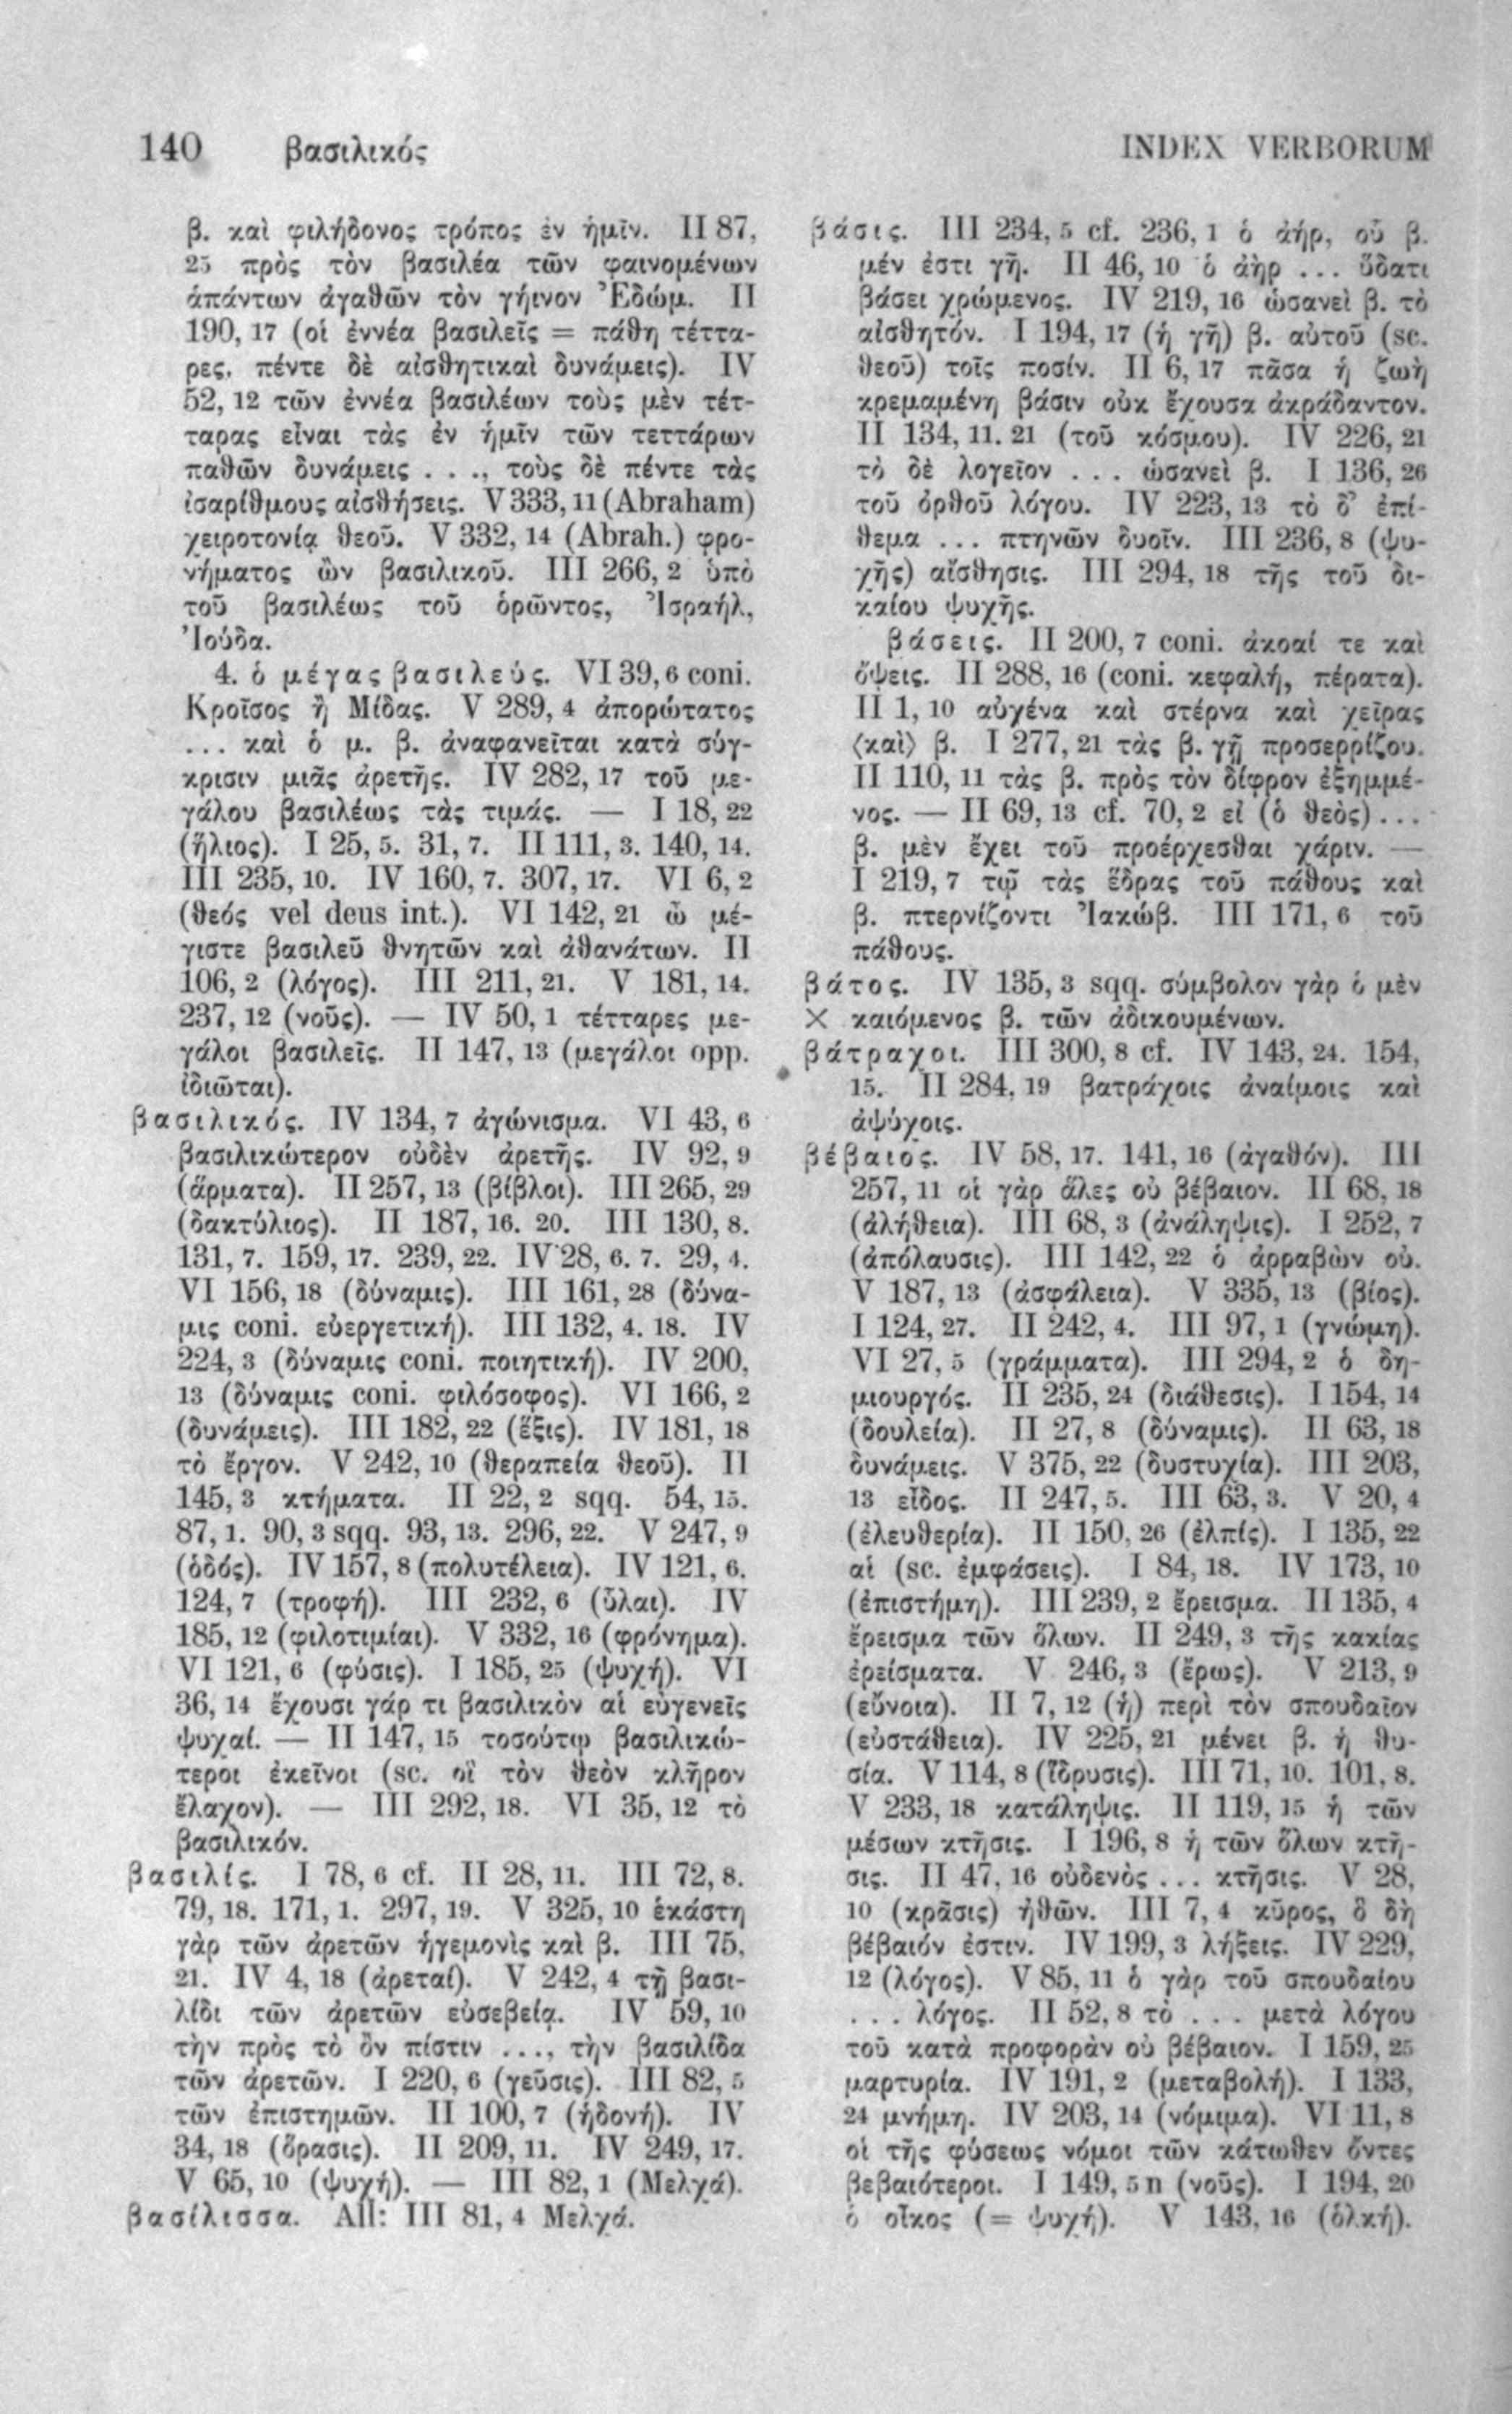 140 βασιλικός INDEX VERBORUM
β. καὶ φιλήδονος τρόπος ἐν ἡμῖν. II 87,
25 πρὸς τὸν βασιλέα τῶν φαινομένων
ἁπάντων ἀγαθῶν τὸν γήινον Ἐδώμ. II
190, 17 (οἱ ἐννέα βασιλεῖς = πάθη τέττα-
ρες, πέντε δὲ αἰσθητικαὶ δυνάμεις). IV
52, 12 τῶν ἐννέα βασιλέων τοὺς μὲν τέτ-
ταρας εἶναι τὰς ἐν ἡμῖν τῶν τεττάρων
παθῶν δυνάμεις . . ., τοὺς δὲ πέντε τὰς
ἰσαρίθμους αἰσθήσεις. V 333, 11 (Abraham)
χειροτονίᾳ θεοῦ. V 332, 14 (Abrah.) φρο-
νήματος ὢν βασιλικοῦ. III 266, 2 ὑπὸ
τοῦ βασιλέως τοῦ ὁρῶντος, Ἰσραήλ,
Ἰούδα.
4. ὁ μέγας βασιλεύς. VI 39, 6 coni.
Κροῖσος ἢ Μίδας. V 289, 4 ἀπορώτατος
... καὶ ὁ μ. β. ἀναφανεῖται κατὰ σύγ-
κρισιν μιᾶς ἀρετῆς. IV 282, 17 τοῦ με-
γάλου βασιλέως τὰς τιμάς. — I 18, 22
(ἥλιος). I 25, 5. 31, 7. II 111, 3. 140, 14.
III 235, 10. IV 160, 7. 307, 17. VI 6, 2
(θεός vel deus int.). VI 142, 21 ὦ μέ-
γιστε βασιλεῦ θνητῶν καὶ ἀθανάτων. II
106, 2 (λόγος). III 211, 21. V 181, 14.
237, 12 (νοῦς). — IV 50, 1 τέτταρες με-
γάλοι βασιλεῖς. II 147, 13 (μεγάλοι opp.
ἰδιῶται).
βασιλικός. IV 134, 7 ἀγώνισμα. VI 43, 6
βασιλικώτερον οὐδὲν ἀρετῆς. IV 92, 9
(ἅρματα). II 257, 13 (βίβλοι). III 265, 29
(δακτύλιος). II 187, 16. 20. III 130, 8.
131, 7. 159, 17. 239, 22. IV 28, 6. 7. 29, 4.
VI 156, 18 (δύναμις). III 161, 28 (δύνα-
μις coni. εὐεργετική). III 132, 4. 18. IV
224, 3 (δύναμις coni. ποιητική). IV 200,
13 (δύναμις coni. φιλόσοφος). VI 166, 2
(δυνάμεις). III 182, 22 (ἕξις). IV 181, 18
τὸ ἔργον. V 242, 10 (θεραπεία θεοῦ). II
145, 3 κτήματα. II 22, 2 sqq. 54, 15.
87, 1. 90, 3 sqq. 93, 13. 296, 22. V 247, 9
(ὁδός). IV 157, 8 (πολυτέλεια). IV 121, 6.
124, 7 (τροφή). III 232, 6 (ὗλαι). IV
185, 12 (φιλοτιμίαι). V 332, 16 (φρόνημα).
VI 121, 6 (φύσις). I 185, 25 (ψυχή). VI
36, 14 ἔχουσι γάρ τι βασιλικὸν αἱ εὐγενεῖς
ψυχαί. — II 147, 15 τοσούτῳ βασιλικώ-
τεροι ἐκεῖνοι (sc. οἳ τὸν θεὸν κλῆρον
ἔλαχον). — III 292, 18. VI 35, 12 τὸ
βασιλικόν.
βασιλίς. I 78, 6 cf. II 28, 11. III 72, 8.
79, 18. 171, 1. 297, 19. V 325, 10 ἑκάστη
γὰρ τῶν ἀρετῶν ἡγεμονὶς καὶ β. III 75,
21. IV 4, 18 (ἀρεταί). V 242, 4 τῇ βασι-
λίδι τῶν ἀρετῶν εὐσεβείᾳ. IV 59, 10
τὴν πρὸς τὸ ὂν πίστιν ..., τὴν βασιλίδα
τῶν ἀρετῶν. I 220, 6 (γεῦσις). III 82, 5
τῶν ἐπιστημῶν. II 100, 7 (ἡδονή). IV
34, 18 (ὅρασις). II 209, 11. IV 249, 17.
V 65, 10 (ψυχή). — III 82, 1 (Μελχά).
βασίλισσα. All: III 81, 4 Μελχά.
βάσις. III 234, 5 cf. 236, 1 ὁ ἀήρ, οὗ β.
μέν ἐστι γῆ. II 46, 10 ὁ ἀὴρ ... ὕδατι
βάσει χρώμενος. IV 219, 16 ὡσανεὶ β. τὸ
αἰσθητόν. I 194, 17 (ἡ γῆ) β. αὐτοῦ (sc.
θεοῦ) τοῖς ποσίν. II 6, 17 πᾶσα ἡ ζωὴ
κρεμαμένη βάσιν οὐκ ἔχουσα ἀκράδαντον.
II 134, 11. 21 (τοῦ κόσμου). IV 226, 21
τὸ δὲ λογεῖον ... ὡσανεὶ β. I 136, 26
τοῦ ὀρθοῦ λόγου. IV 223, 13 τὸ δ᾽ ἐπί-
θεμα ... πτηνῶν δυοῖν. III 236, 8 (ψυ-
χῆς) αἴσθησις. III 294, 18 τῆς τοῦ δι-
καίου ψυχῆς.
βάσεις. II 200, 7 coni. ἀκοαί τε καὶ
ὄψεις. II 288, 16 (coni. κεφαλή, πέρατα).
II 1, 10 αὐχένα καὶ στέρνα καὶ χεῖρας
⟨καὶ⟩ β. I 277, 21 τὰς β. γῇ προσερρίζου.
II 110, 11 τὰς β. πρὸς τὸν δίφρον ἐξημμέ-
νος. — II 69, 13 cf. 70, 2 εἰ (ὁ θεὸς) ...
β. μὲν ἔχει τοῦ προέρχεσθαι χάριν. —
I 219, 7 τῷ τὰς ἕδρας τοῦ πάθους καὶ
β. πτερνίζοντι Ἰακώβ. III 171, 6 τοῦ
πάθους.
βάτος. IV 135, 3 sqq. σύμβολον γὰρ ὁ μὲν
X καιόμενος β. τῶν ἀδικουμένων.
βάτραχοι. III 300, 8 cf. IV 143, 24. 154,
15. II 284, 19 βατράχοις ἀναίμοις καὶ
ἀψύχοις.
βέβαιος. IV 58, 17. 141, 16 (ἀγαθόν). III
257, 11 οἱ γὰρ ἅλες οὐ βέβαιον. II 68, 18
(ἀλήθεια). III 68, 3 (ἀνάληψις). I 252, 7
(ἀπόλαυσις). III 142, 22 ὁ ἀρραβὼν οὐ.
V 187, 13 (ἀσφάλεια). V 335, 13 (βίος).
I 124, 27. II 242, 4. III 97, 1 (γνώμη).
VI 27, 5 (γράμματα). III 294, 2 ὁ δη-
μιουργός. II 235, 24 (διάθεσις). I 154, 14
(δουλεία). II 27, 8 (δύναμις). II 63, 18
δυνάμεις. V 375, 22 (δυστυχία). III 203,
13 εἶδος. II 247, 5. III 63, 3. V 20, 4
(ἐλευθερία). II 150, 26 (ἐλπίς). I 135, 22
αἱ (sc. ἐμφάσεις). I 84, 18. IV 173, 10
(ἐπιστήμη). III 239, 2 ἔρεισμα. II 135, 4
ἔρεισμα τῶν ὅλων. II 249, 3 τῆς κακίας
ἐρείσματα. V 246, 3 (ἔρως). V 213, 9
(εὔνοια). II 7, 12 (ἡ) περὶ τὸν σπουδαῖον
(εὐστάθεια). IV 225, 21 μένει β. ἡ θυ-
σία. V 114, 8 (ἵδρυσις). III 71, 10. 101, 8.
V 233, 18 κατάληψις. II 119, 15 ἡ τῶν
μέσων κτῆσις. I 196, 8 ἡ τῶν ὅλων κτῆ-
σις. II 47, 16 οὐδενὸς ... κτῆσις. V 28,
10 (κρᾶσις) ἠθῶν. III 7, 4 κῦρος, ὃ δὴ
βέβαιόν ἐστιν. IV 199, 3 λήξεις. IV 229,
12 (λόγος). V 85, 11 ὁ γὰρ τοῦ σπουδαίου
... λόγος. II 52, 8 τὸ ... μετὰ λόγου
τοῦ κατὰ προφορὰν οὐ βέβαιον. I 159, 25
μαρτυρία. IV 191, 2 (μεταβολή). I 133,
24 μνήμη. IV 203, 14 (νόμιμα). VI 11, 8
οἱ τῆς φύσεως νόμοι τῶν κάτωθεν ὄντες
βεβαιότεροι. I 149, 5 n (νοῦς). I 194, 20
ὁ οἶκος (= ψυχή). V 143, 16 (ὁλκή).